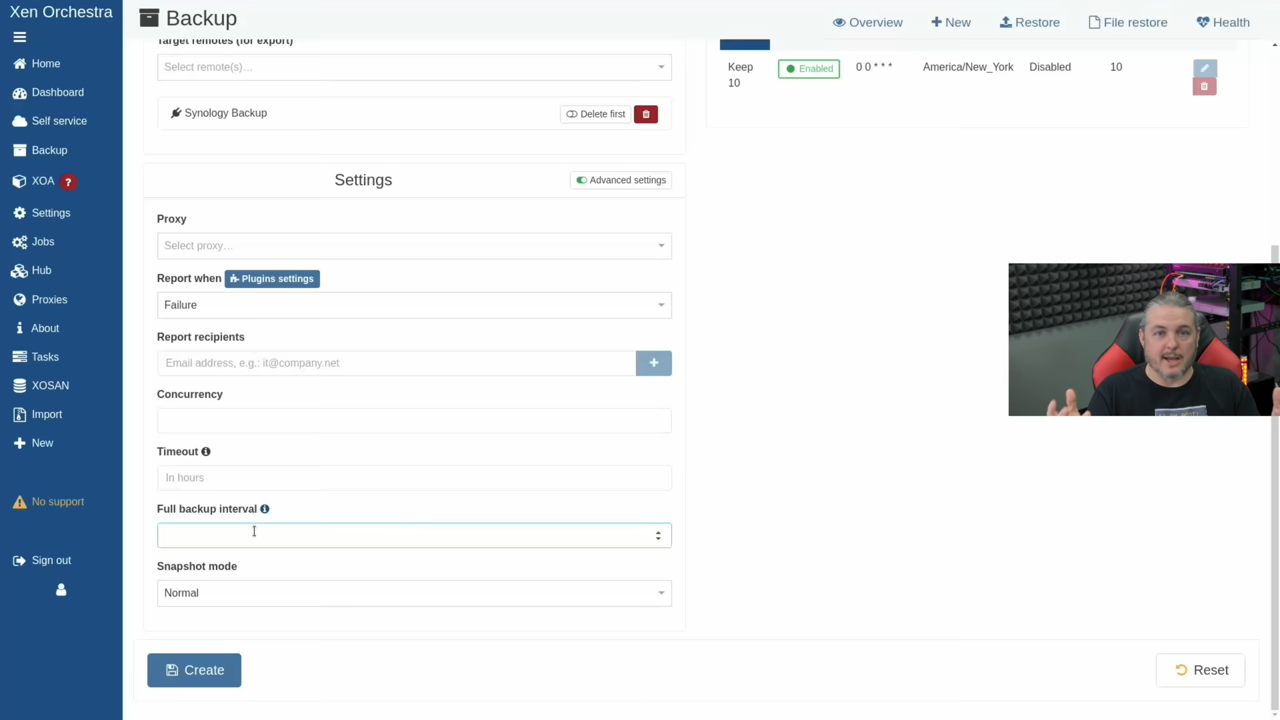 Xen Orchestra
Backup
Overview
New
Restore
File restore
Health
Home
Dashboard
Self service
Backup
XOA ?
Settings
Jobs
Hub
Proxies
About
Tasks
XOSAN
Import
New
No support
Sign out
Target remotes (for export)
Select remote(s)…
Synology Backup
Delete first
Settings
Advanced settings
Proxy
Select proxy…
Report when Plugins settings
Failure
Report recipients
Email address, e.g.: it@company.net
Concurrency
Timeout
In hours
Full backup interval
Snapshot mode
Normal
Create
Reset
Keep
10
Enabled
0 0 * * *
America/New_York
Disabled
10